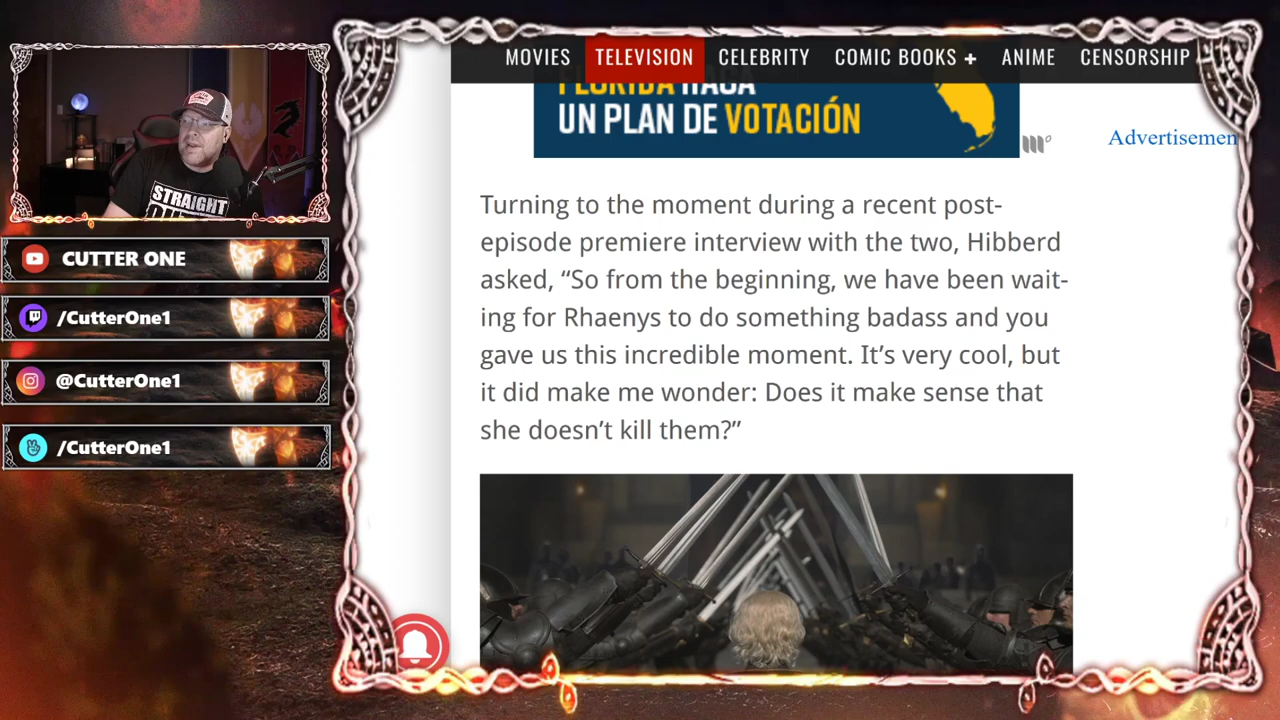 MOVIES TELEVISION CELEBRITY COMIC BOOKS + ANIME CENSORSHIP
FLORIDA HAGA
UN PLAN DE VOTACIÓN
Advertisemen
STRAIGHT
CUTTER ONE
/CutterOne1
@CutterOne1
/CutterOne1
Turning to the moment during a recent post-
episode premiere interview with the two, Hibberd
asked, “So from the beginning, we have been wait-
ing for Rhaenys to do something badass and you
gave us this incredible moment. It’s very cool, but
it did make me wonder: Does it make sense that
she doesn’t kill them?”